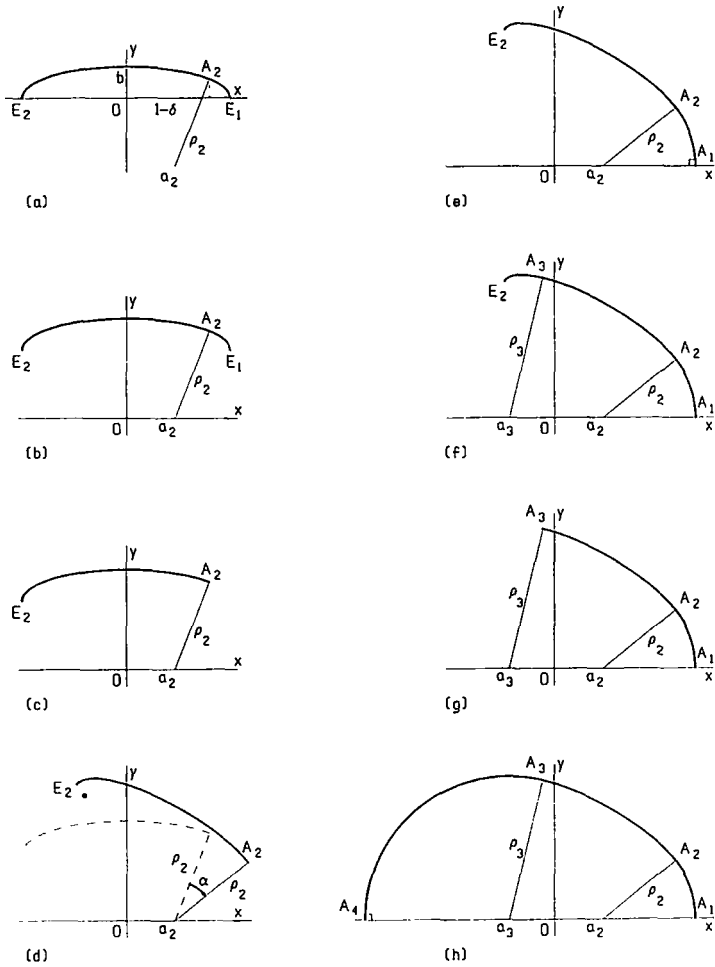 y
b
A2
x
E2
0
1-δ
E1
ρ2
a2
(a)
y
A2
E2
E1
ρ2
x
0
a2
(b)
y
A2
E2
ρ2
x
0
a2
(c)
y
E2
A2
ρ2
α
ρ2
x
0
a2
(d)
y
E2
A2
ρ2
A1
0
a2
x
(e)
A3
y
E2
ρ3
A2
ρ2
A1
a3
0
a2
x
(f)
A3
y
ρ3
A2
ρ2
A1
a3
0
a2
x
(g)
A3
y
ρ3
A2
ρ2
A4
A1
a3
0
a2
x
(h)